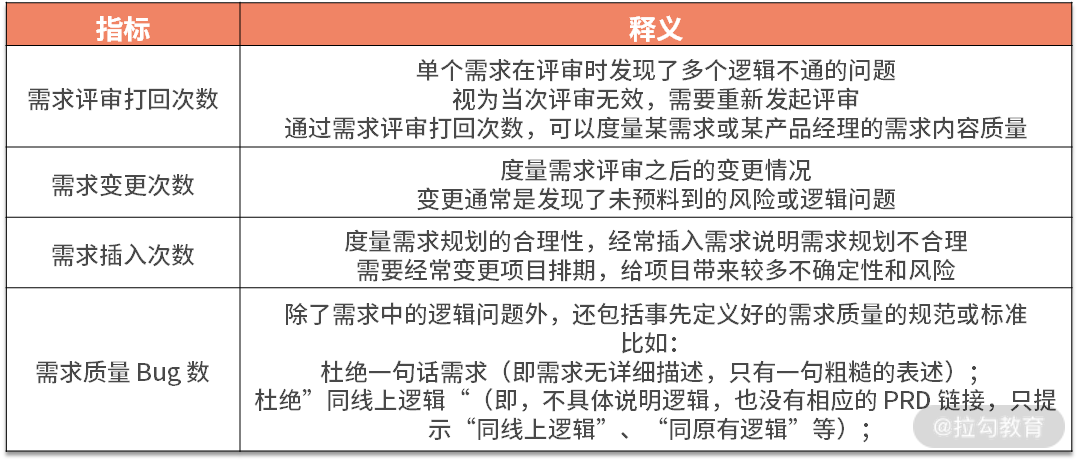 指标
释义
需求评审打回次数
单个需求在评审时发现了多个逻辑不通的问题
视为当次评审无效，需要重新发起评审
通过需求评审打回次数，可以度量某需求或某产品经理的需求内容质量
需求变更次数
度量需求评审之后的变更情况
变更通常是发现了未预料到的风险或逻辑问题
需求插入次数
度量需求规划的合理性，经常插入需求说明需求规划不合理
需要经常变更项目排期，给项目带来较多不确定性和风险
需求质量 Bug 数
除了需求中的逻辑问题外，还包括事先定义好的需求质量的规范或标准
比如：
杜绝一句话需求（即需求无详细描述，只有一句粗糙的表述）；
杜绝”同线上逻辑“（即，不具体说明逻辑，也没有相应的 PRD 链接，只提
示“同线上逻辑”、“同原有逻辑”等）；
@拉勾教育